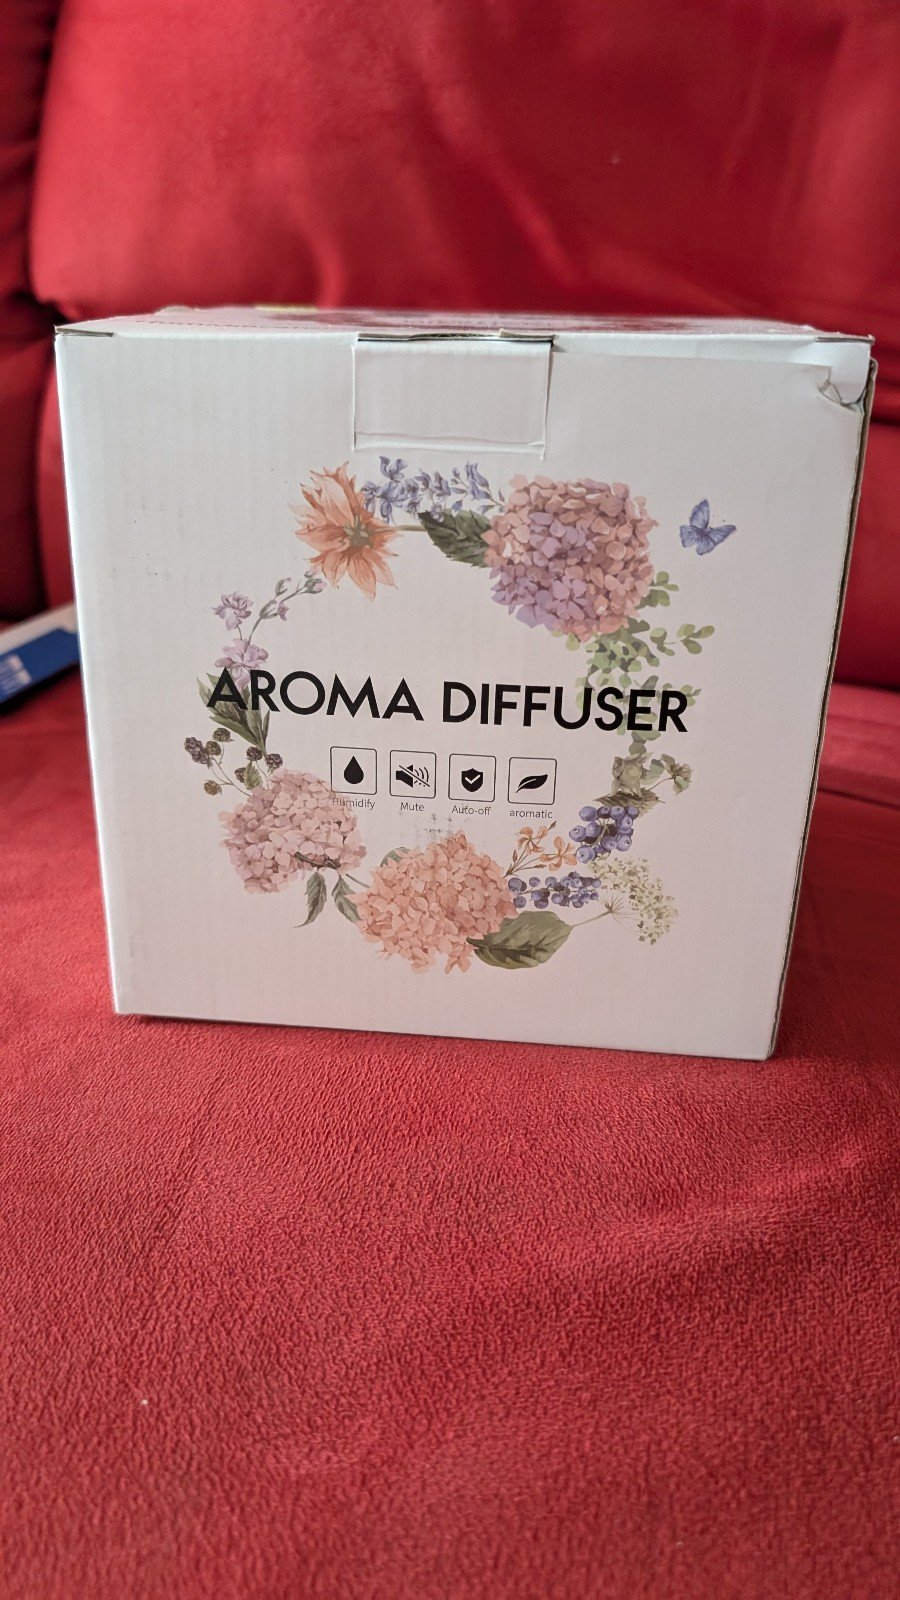 AROMA DIFFUSER
Humidify Mute Auto-off aromatic